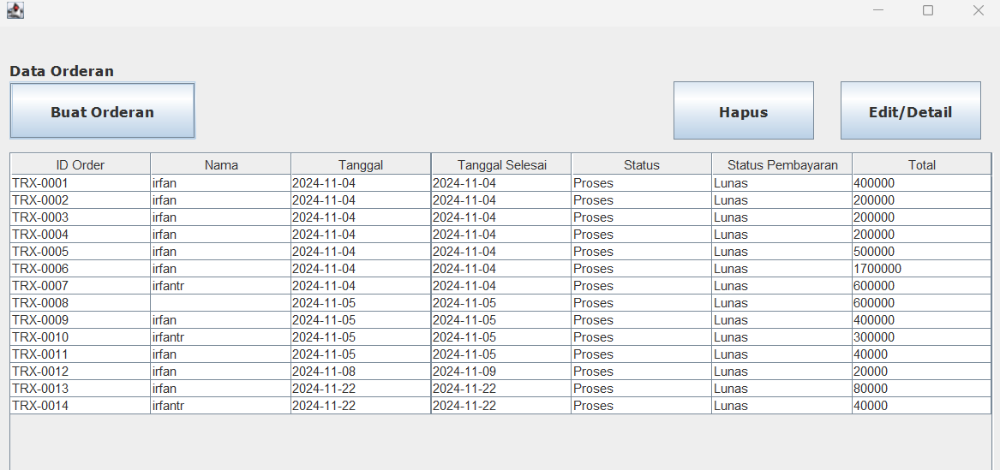 Data Orderan
Buat Orderan Hapus Edit/Detail
ID Order Nama Tanggal Tanggal Selesai Status Status Pembayaran Total
TRX-0001 irfan 2024-11-04 2024-11-04 Proses Lunas 400000
TRX-0002 irfan 2024-11-04 2024-11-04 Proses Lunas 200000
TRX-0003 irfan 2024-11-04 2024-11-04 Proses Lunas 200000
TRX-0004 irfan 2024-11-04 2024-11-04 Proses Lunas 200000
TRX-0005 irfan 2024-11-04 2024-11-04 Proses Lunas 500000
TRX-0006 irfan 2024-11-04 2024-11-04 Proses Lunas 1700000
TRX-0007 irfantr 2024-11-04 2024-11-04 Proses Lunas 600000
TRX-0008 2024-11-05 2024-11-05 Proses Lunas 600000
TRX-0009 irfan 2024-11-05 2024-11-05 Proses Lunas 400000
TRX-0010 irfantr 2024-11-05 2024-11-05 Proses Lunas 300000
TRX-0011 irfan 2024-11-05 2024-11-05 Proses Lunas 40000
TRX-0012 irfan 2024-11-08 2024-11-09 Proses Lunas 20000
TRX-0013 irfan 2024-11-22 2024-11-22 Proses Lunas 80000
TRX-0014 irfantr 2024-11-22 2024-11-22 Proses Lunas 40000